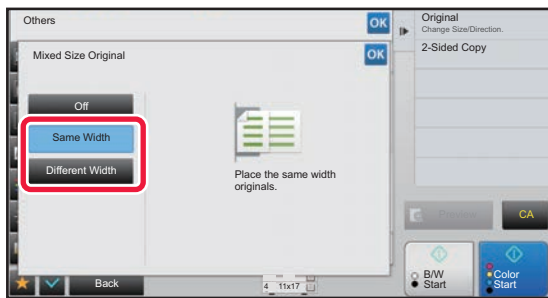 Others
OK
Original
Change Size/Direction.
Mixed Size Original
OK
2-Sided Copy
Off
Same Width
Different Width
Place the same width
originals.
Preview
CA
Back
4 11x17
B/W
Start
Color
Start